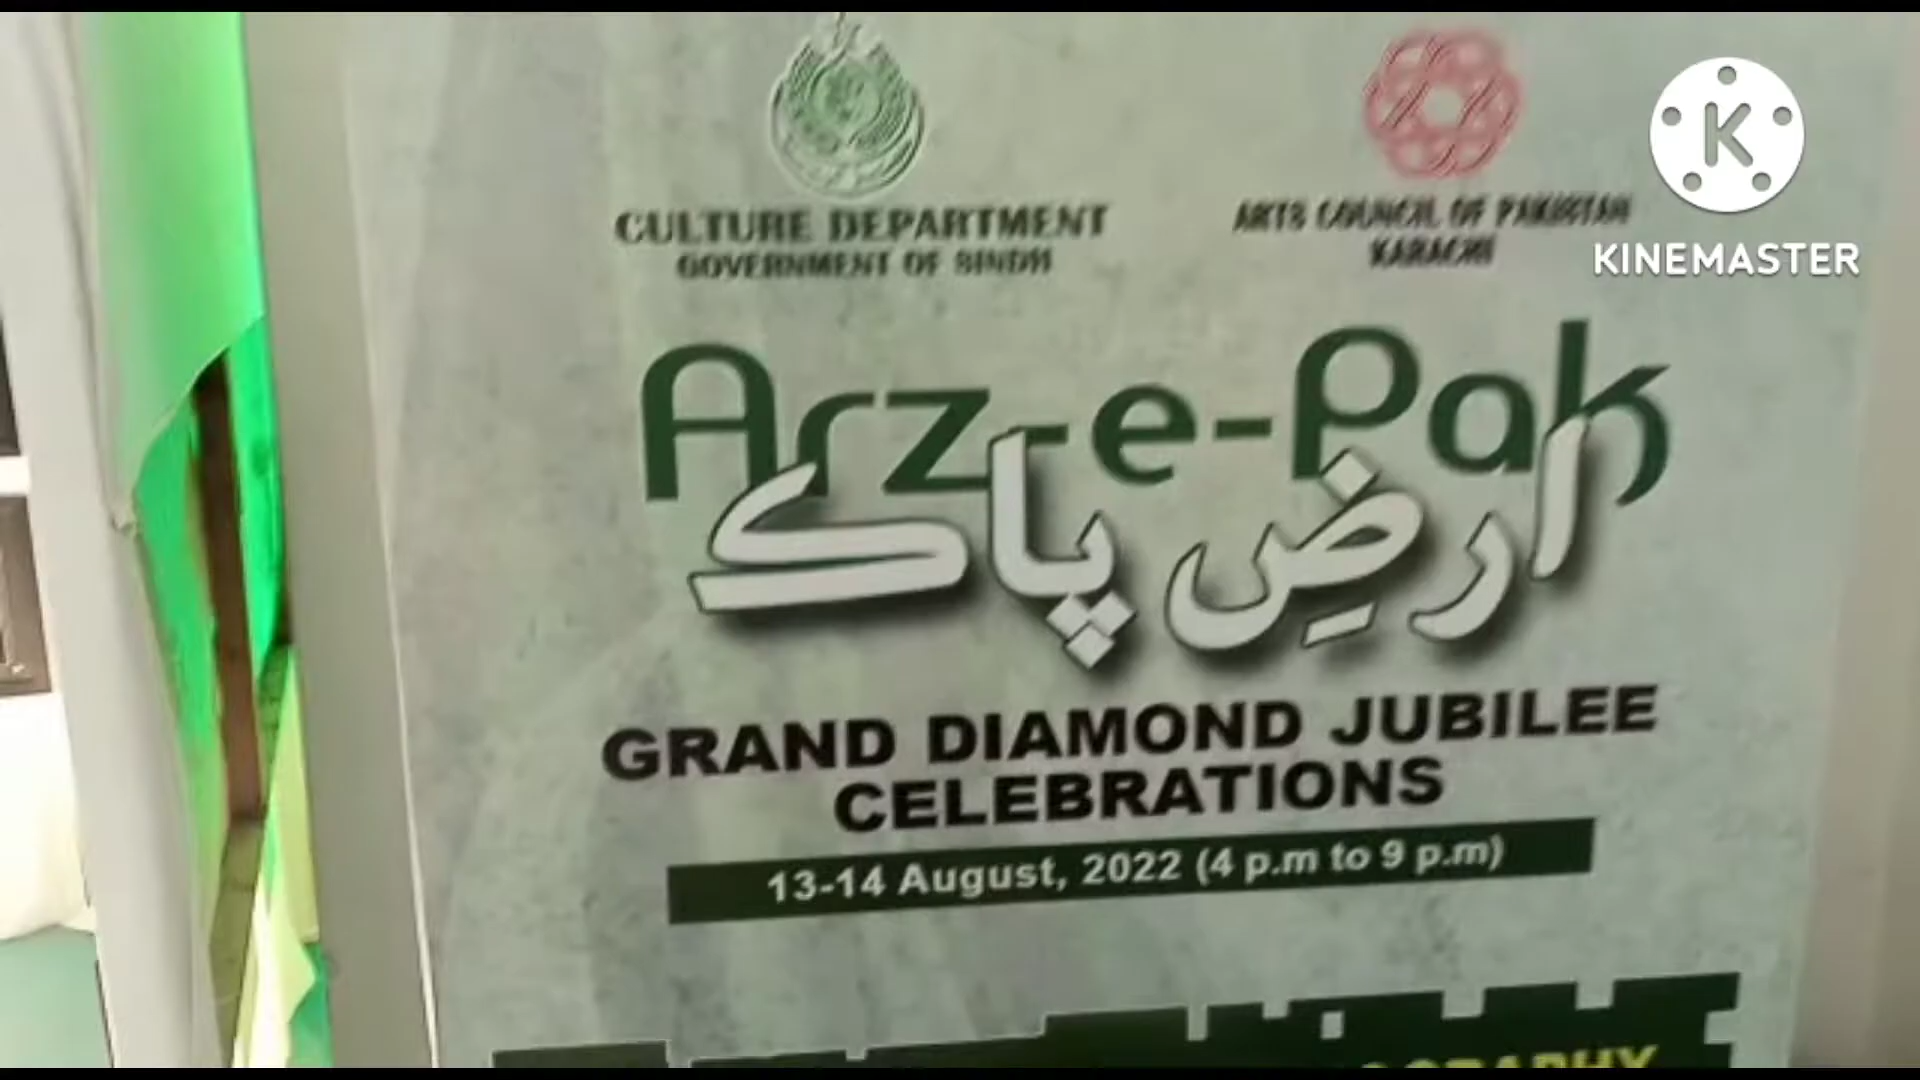 CULTURE DEPARTMENT
GOVERNMENT OF SINDH
ARTS COUNCIL OF PAKISTAN
KARACHI
K
KINEMASTER
Arz-e-Pak
ارضِ پاک
GRAND DIAMOND JUBILEE
CELEBRATIONS
13-14 August, 2022 (4 p.m to 9 p.m)